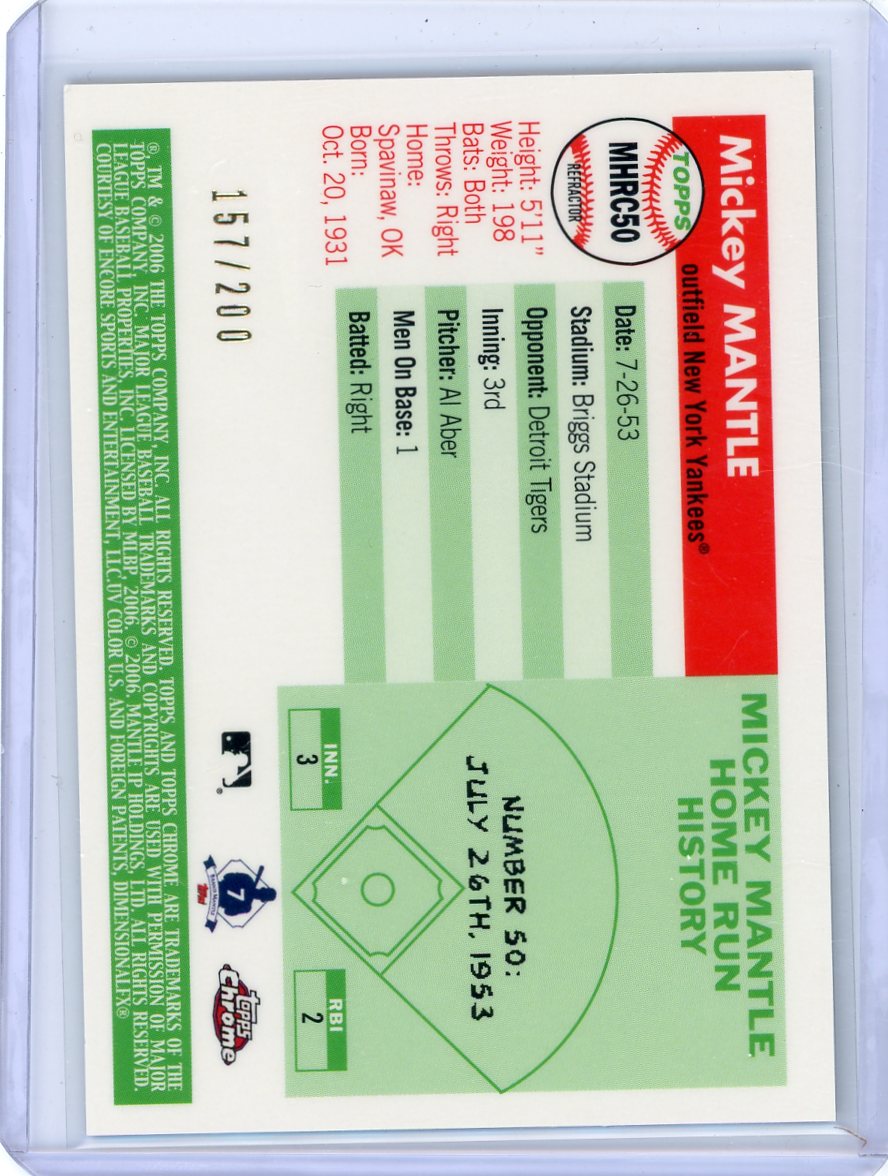 Mickey MANTLE
outfield New York Yankees®
TOPPS
MHRC50
REFRACTOR
Height: 5'11"
Weight: 198
Bats: Both
Throws: Right
Home:
Spavinaw, OK
Born:
Oct. 20, 1931
Date: 7-26-53
Stadium: Briggs Stadium
Opponent: Detroit Tigers
Inning: 3rd
Pitcher: Al Aber
Men On Base: 1
Batted: Right
MICKEY MANTLE
HOME RUN
HISTORY
NUMBER 50:
JULY 26TH, 1953
INN.
3
RBI
2
157/200
®
7
topps
Chrome
®, TM & © 2006 THE TOPPS COMPANY, INC. ALL RIGHTS RESERVED. TOPPS AND TOPPS CHROME ARE TRADEMARKS OF THE
TOPPS COMPANY, INC. MAJOR LEAGUE BASEBALL TRADEMARKS AND COPYRIGHTS ARE USED WITH PERMISSION OF MAJOR
LEAGUE BASEBALL PROPERTIES, INC. LICENSED BY MLBP, 2006. © 2006, MANTLE IP HOLDINGS, LTD. ALL RIGHTS RESERVED.
COURTESY OF ENCORE SPORTS AND ENTERTAINMENT, LLC.UV COLOR U.S. AND FOREIGN PATENTS, DIMENSIONALFX®